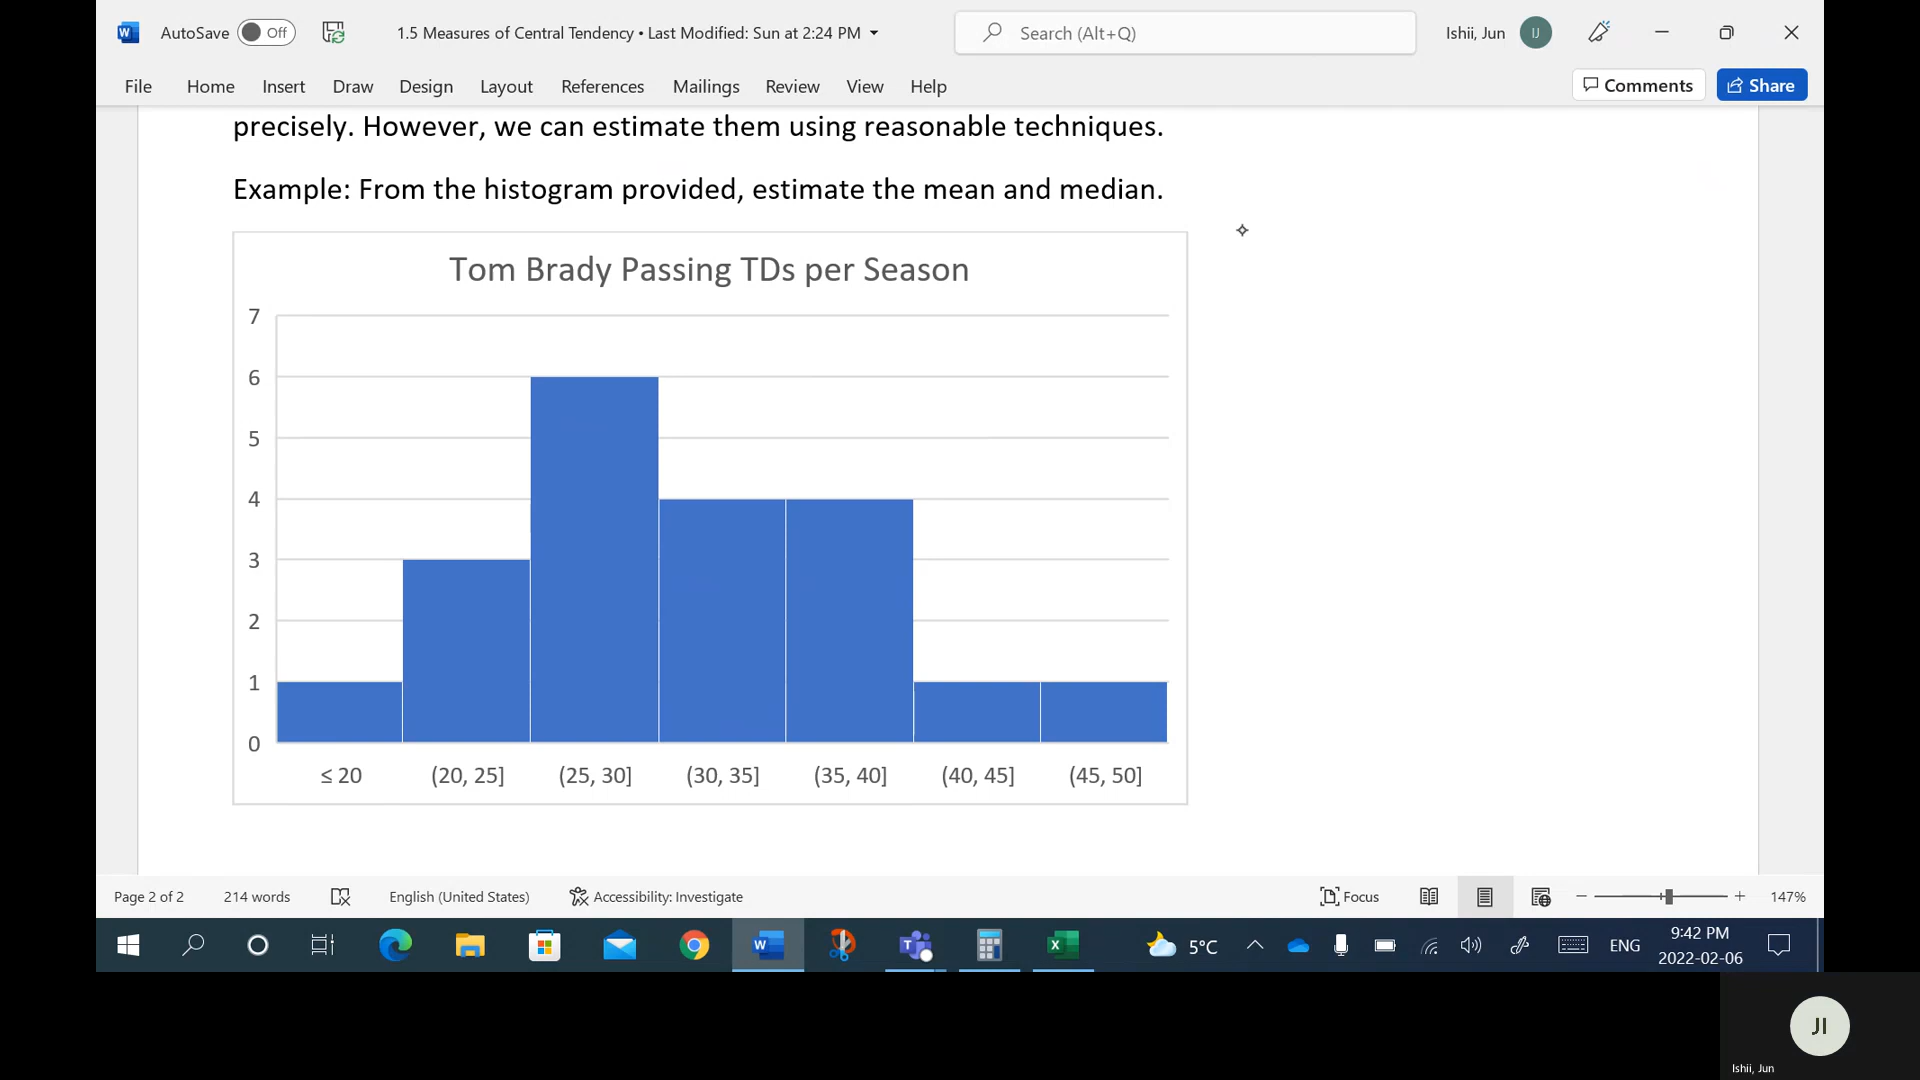 AutoSave Off 1.5 Measures of Central Tendency • Last Modified: Sun at 2:24 PM Search (Alt+Q) Ishii, Jun IJ
File Home Insert Draw Design Layout References Mailings Review View Help Comments Share
precisely. However, we can estimate them using reasonable techniques.
Example: From the histogram provided, estimate the mean and median.
Tom Brady Passing TDs per Season
7
6
5
4
3
2
1
0
≤ 20 (20, 25] (25, 30] (30, 35] (35, 40] (40, 45] (45, 50]
Page 2 of 2 214 words English (United States) Accessibility: Investigate Focus 147%
5°C ENG 9:42 PM
2022-02-06
JI
Ishii, Jun